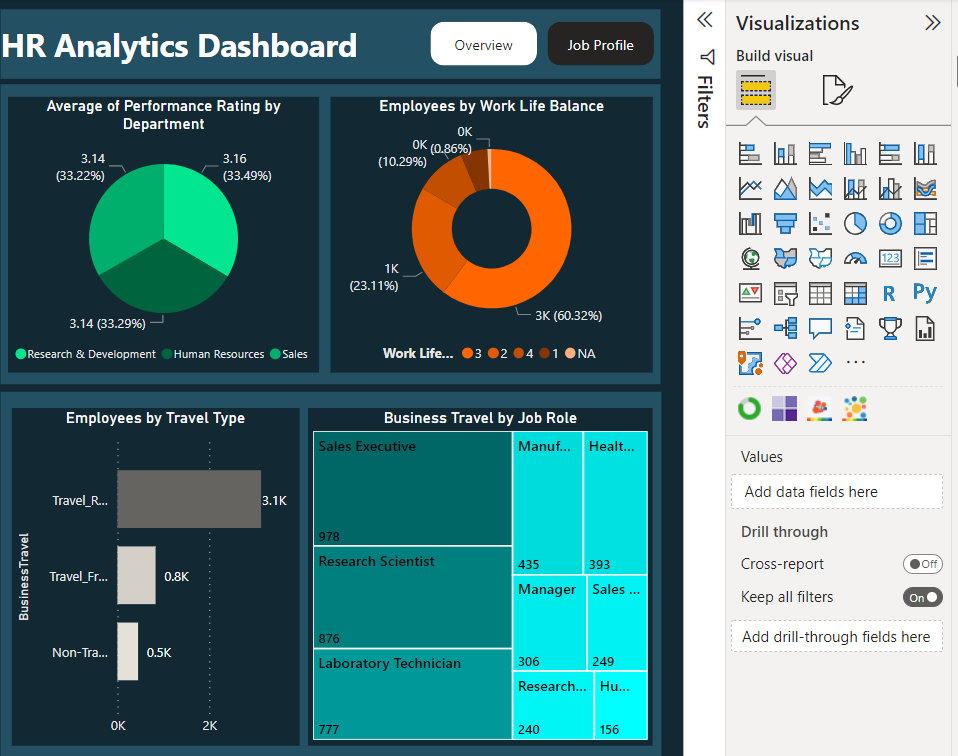 HR Analytics Dashboard
Overview
Job Profile
Average of Performance Rating by
Department
3.14
(33.22%)
3.16
(33.49%)
3.14 (33.29%)
Research & Development
Human Resources
Sales
Employees by Work Life Balance
0K
(0.86%)
0K
(10.29%)
1K
(23.11%)
3K (60.32%)
Work Life...
3
2
4
1
NA
Employees by Travel Type
BusinessTravel
Travel_R...
3.1K
Travel_Fr...
0.8K
Non-Tra...
0.5K
0K
2K
Business Travel by Job Role
Sales Executive
978
Research Scientist
876
Laboratory Technician
777
Manuf...
435
Healt...
393
Manager
306
Sales ...
249
Research...
240
Hu...
156
Filters
Visualizations
Build visual
123
R
Py
Values
Add data fields here
Drill through
Cross-report
Off
Keep all filters
On
Add drill-through fields here